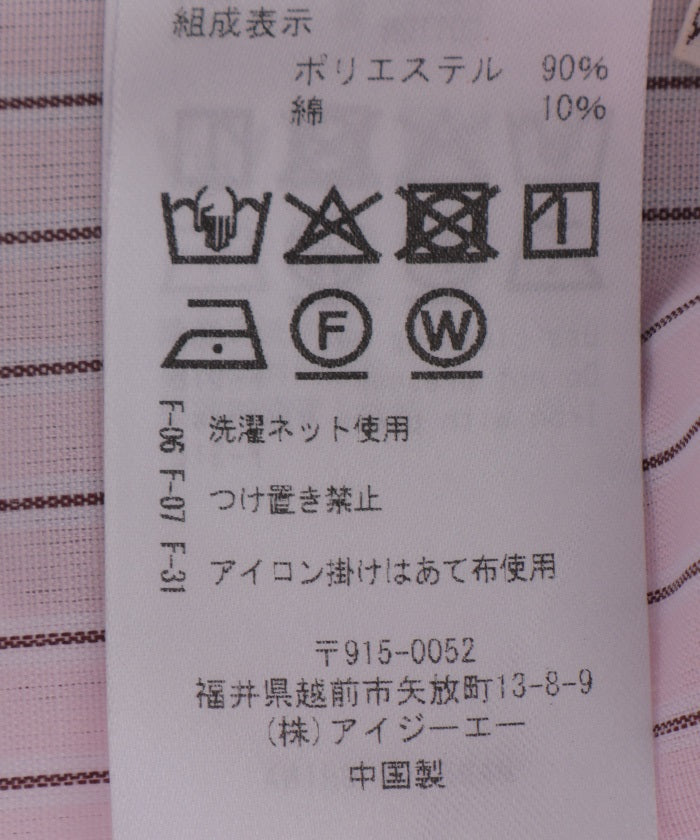 組成表示
ポリエステル 90%
綿 10%
F W
F-06 洗濯ネット使用
F-07 つけ置き禁止
F-31 アイロン掛けはあて布使用
〒915-0052
福井県越前市矢放町13-8-9
(株)アイジーエー
中国製